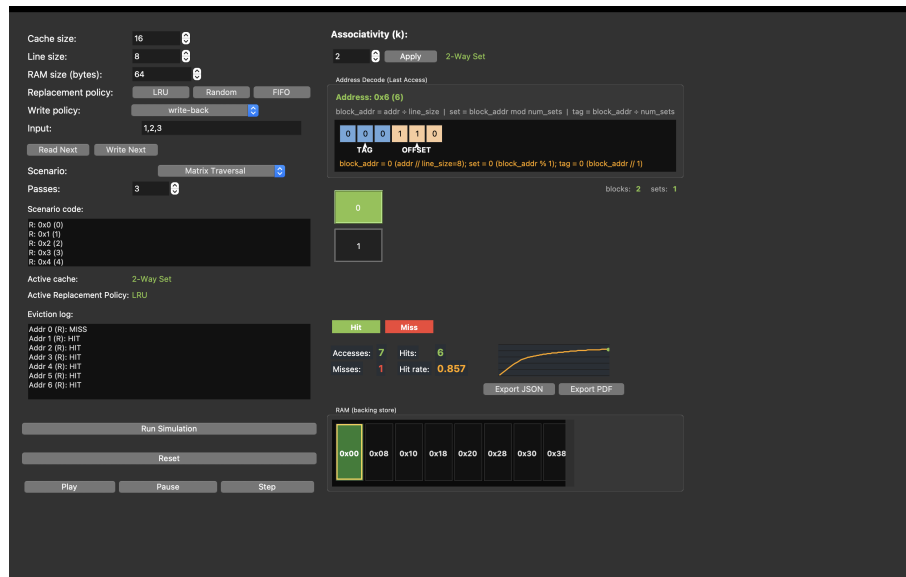 Cache size: 16
Line size: 8
RAM size (bytes): 64
Replacement policy: LRU Random FIFO
Write policy: write-back
Input: 1,2,3
Read Next Write Next
Scenario: Matrix Traversal
Passes: 3
Scenario code:
R: 0x0 (0)
R: 0x1 (1)
R: 0x2 (2)
R: 0x3 (3)
R: 0x4 (4)
Active cache: 2-Way Set
Active Replacement Policy: LRU
Eviction log:
Addr 0 (R): MISS
Addr 1 (R): HIT
Addr 2 (R): HIT
Addr 3 (R): HIT
Addr 4 (R): HIT
Addr 5 (R): HIT
Addr 6 (R): HIT
Run Simulation
Reset
Play Pause Step
Associativity (k):
2 Apply 2-Way Set
Address Decode (Last Access)
Address: 0x6 (6)
block_addr = addr ÷ line_size | set = block_addr mod num_sets | tag = block_addr ÷ num_sets
0 0 0 1 1 0
TAG OFFSET
block_addr = 0 (addr // line_size=8); set = 0 (block_addr % 1); tag = 0 (block_addr // 1)
blocks: 2 sets: 1
0
1
Hit Miss
Accesses: 7 Hits: 6
Misses: 1 Hit rate: 0.857
Export JSON Export PDF
RAM (backing store)
0x00 0x08 0x10 0x18 0x20 0x28 0x30 0x38